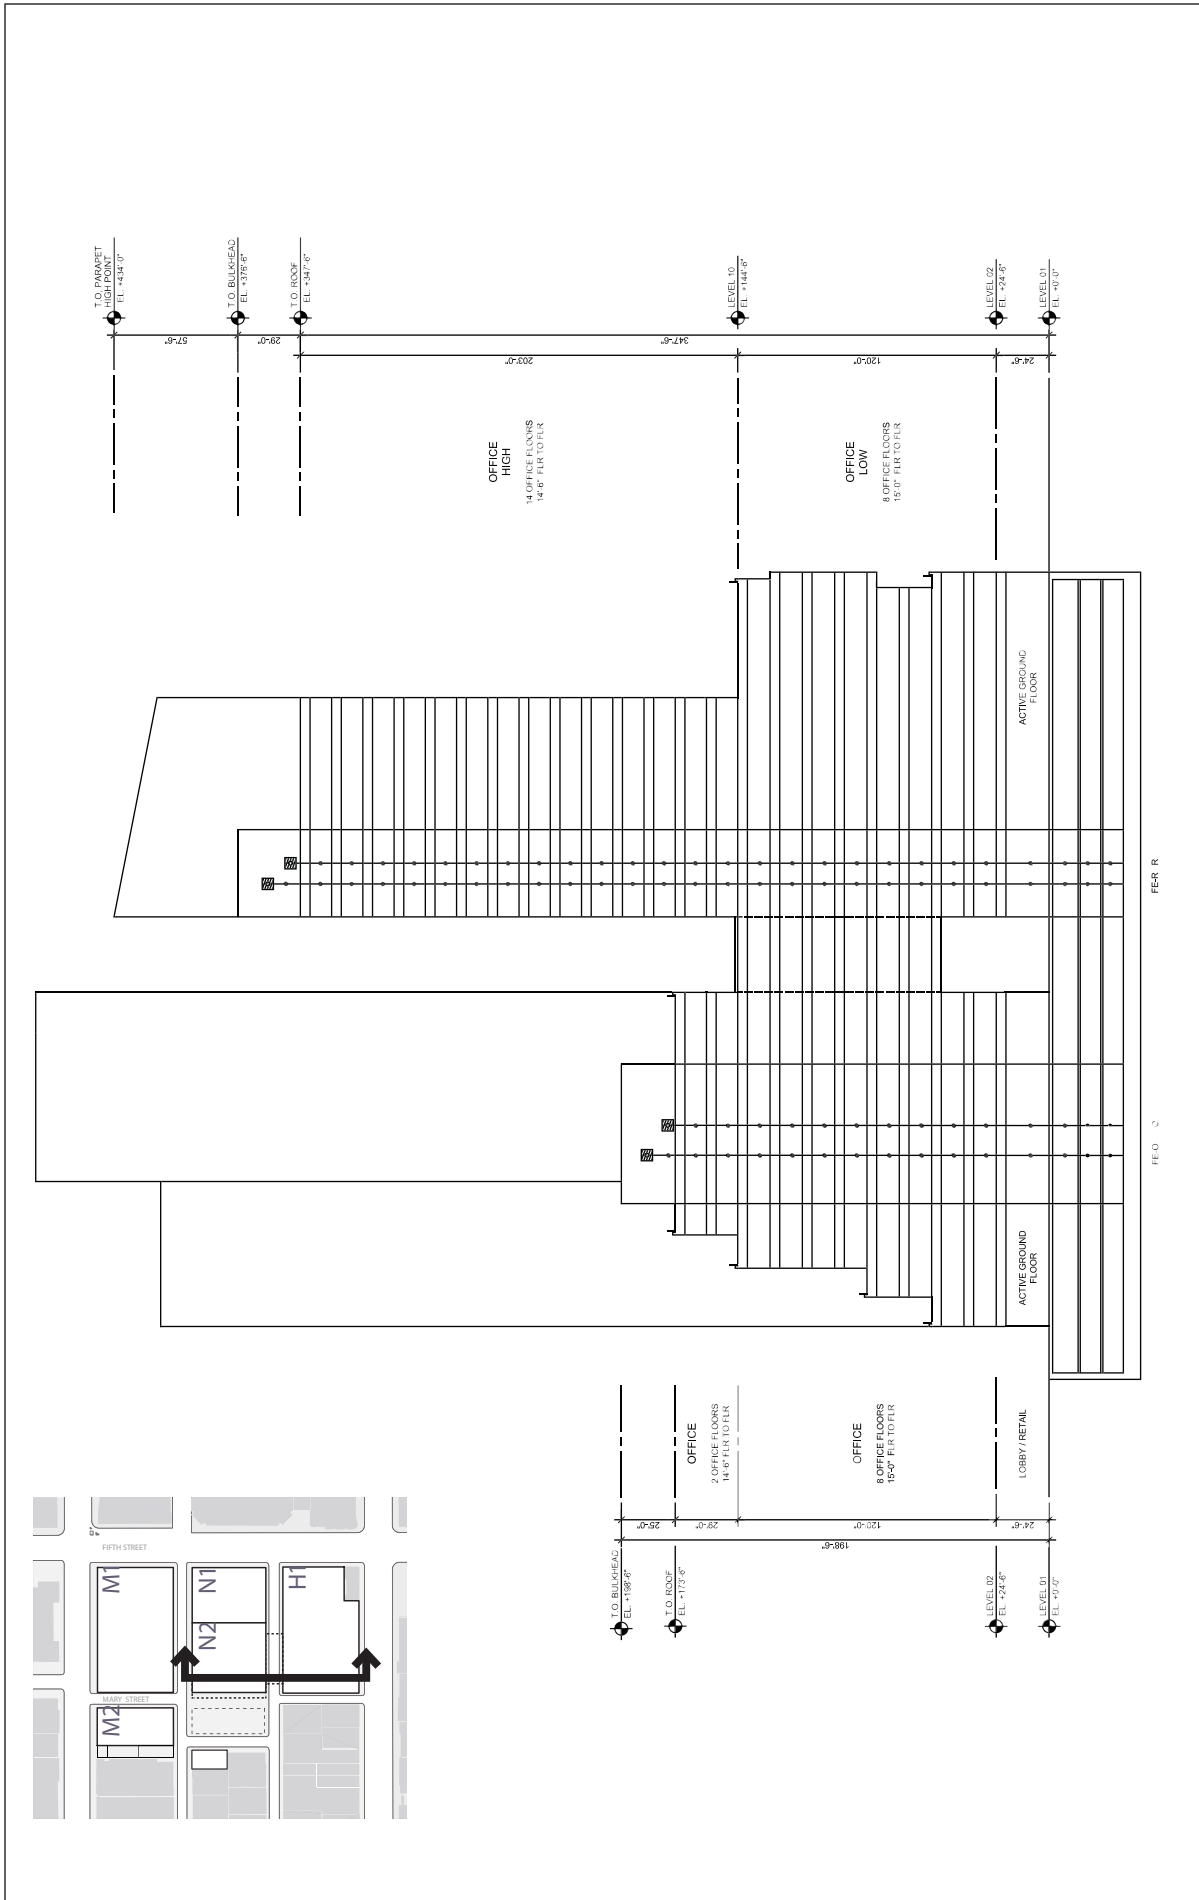 T.O. PARAPET
HIGH POINT
EL. +434'-0"
T.O. BULKHEAD
EL. +376'-6"
T.O. ROOF
EL. +347'-6"
LEVEL 10
EL. +144'-6"
LEVEL 02
EL. +24'-6"
LEVEL 01
EL. +0'-0"
57'-6"
29'-0"
347'-6"
203'-0"
120'-0"
24'-6"
OFFICE
HIGH
14 OFFICE FLOORS
14'-6" FLR TO FLR
OFFICE
LOW
8 OFFICE FLOORS
15'-0" FLR TO FLR
ACTIVE GROUND
FLOOR
FE-R R
FE-O
ACTIVE GROUND
FLOOR
OFFICE
2 OFFICE FLOORS
14'-6" FLR TO FLR
OFFICE
8 OFFICE FLOORS
15'-0" FLR TO FLR
LOBBY / RETAIL
25'-0"
29'-0"
120'-0"
24'-6"
198'-6"
T.O. BULKHEAD
EL. +198'-6"
T.O. ROOF
EL. +173'-6"
LEVEL 02
EL. +24'-6"
LEVEL 01
EL. +0'-0"
FIFTH STREET
M1
N1
H1
N2
MARY STREET
M2